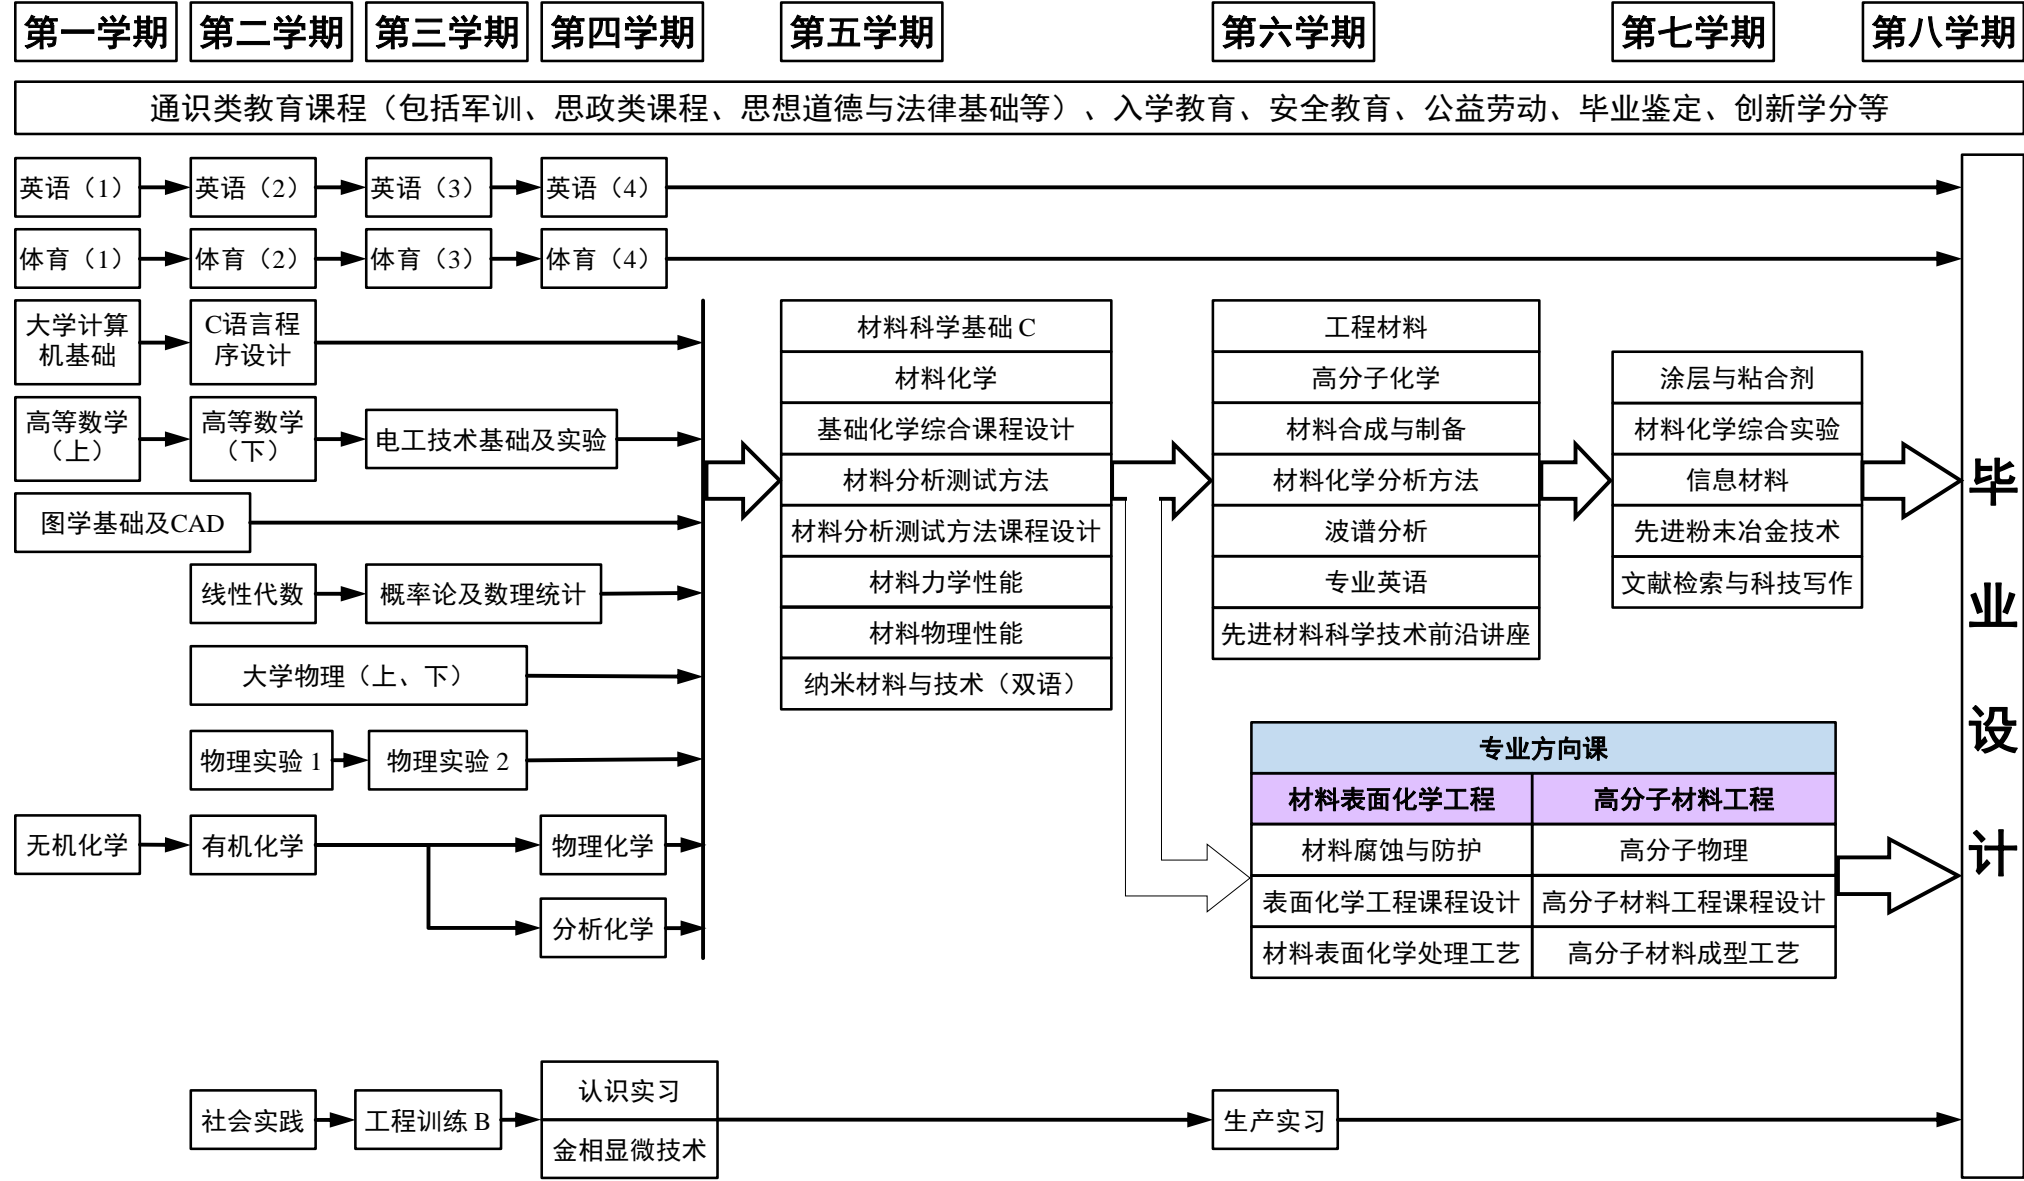 第一学期 第二学期 第三学期 第四学期 第五学期 第六学期 第七学期 第八学期
通识类教育课程（包括军训、思政类课程、思想道德与法律基础等）、入学教育、安全教育、公益劳动、毕业鉴定、创新学分等
英语（1） 英语（2） 英语（3） 英语（4）
体育（1） 体育（2） 体育（3） 体育（4）
大学计算
机基础
C语言程
序设计
高等数学
（上）
高等数学
（下）
电工技术基础及实验
图学基础及CAD
线性代数 概率论及数理统计
大学物理（上、下）
物理实验 1 物理实验 2
无机化学 有机化学 物理化学
分析化学
材料科学基础 C
材料化学
基础化学综合课程设计
材料分析测试方法
材料分析测试方法课程设计
材料力学性能
材料物理性能
纳米材料与技术（双语）
工程材料
高分子化学
材料合成与制备
材料化学分析方法
波谱分析
专业英语
先进材料科学技术前沿讲座
涂层与粘合剂
材料化学综合实验
信息材料
先进粉末冶金技术
文献检索与科技写作
专业方向课
材料表面化学工程 高分子材料工程
材料腐蚀与防护 高分子物理
表面化学工程课程设计 高分子材料工程课程设计
材料表面化学处理工艺 高分子材料成型工艺
社会实践 工程训练 B
认识实习
金相显微技术
生产实习
毕
业
设
计